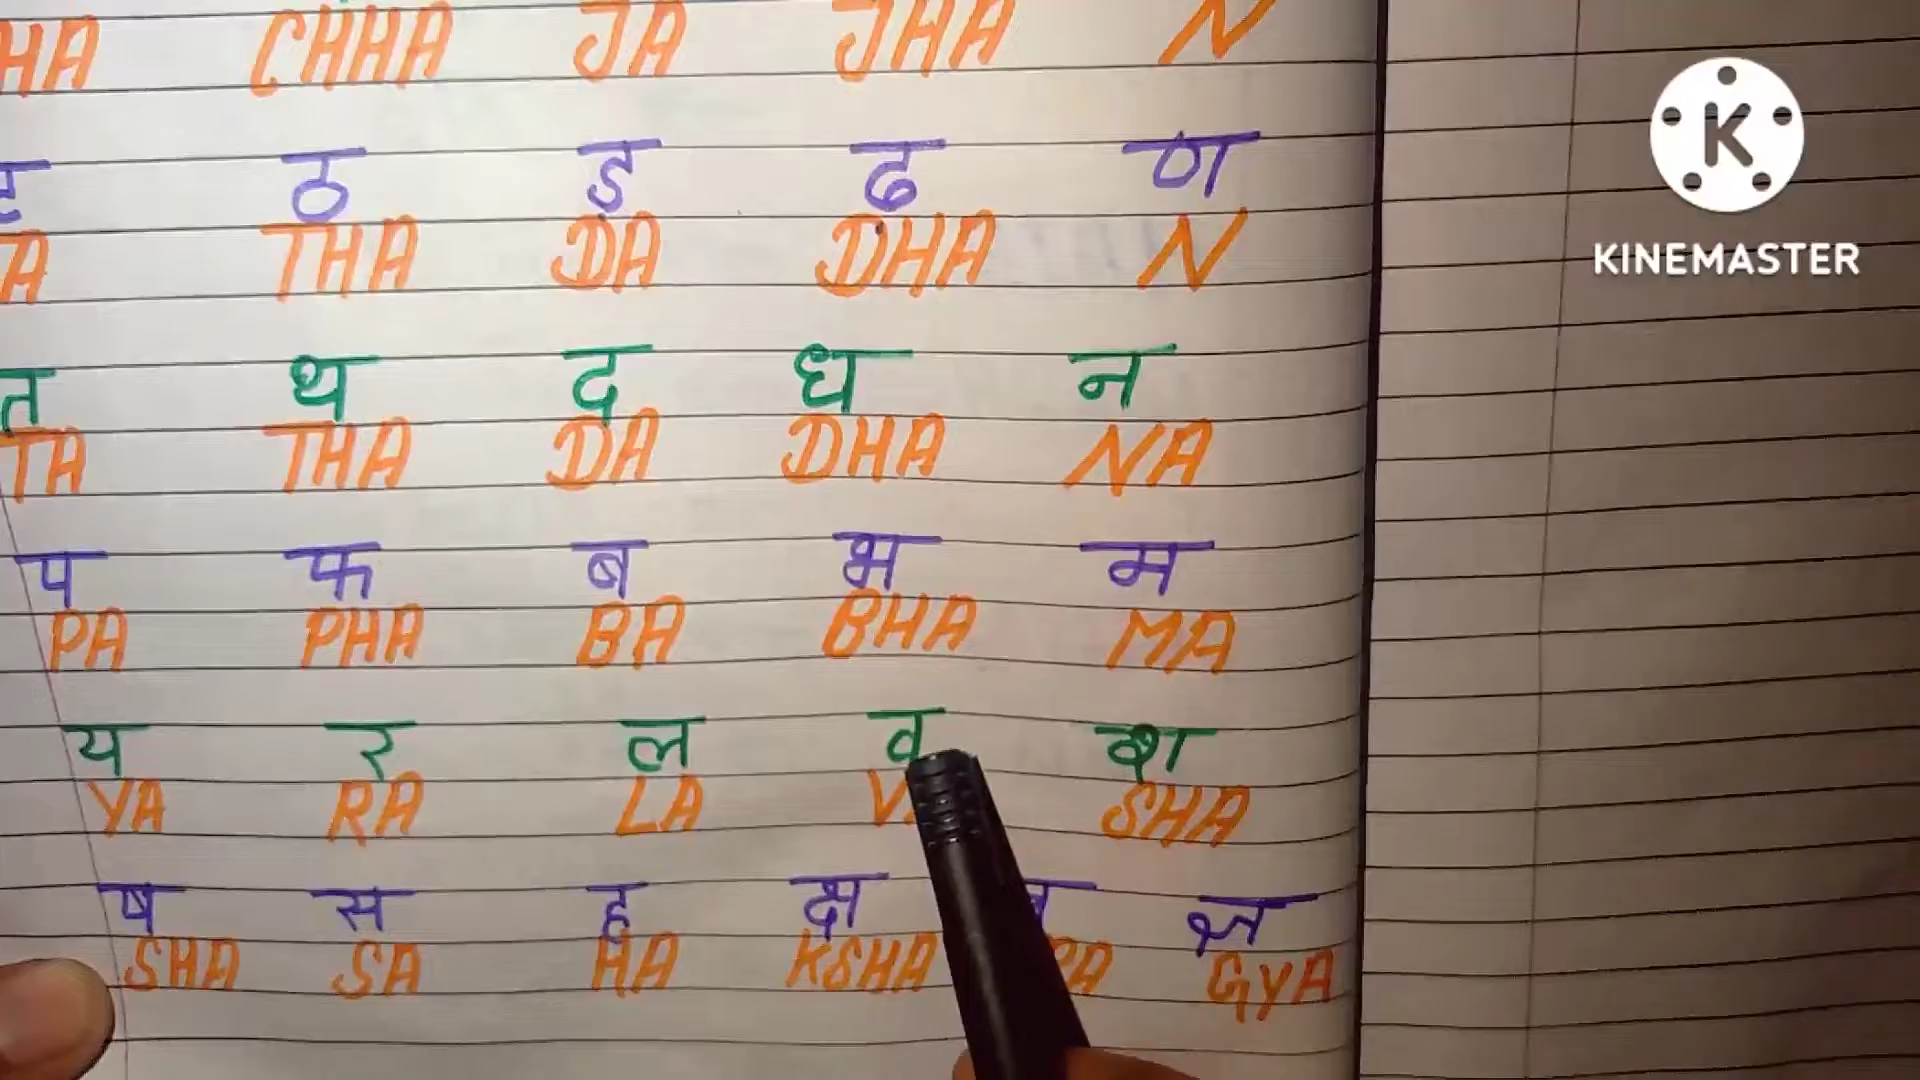 HA CHHA JA JHA N
ट ठ ड ढ ण
TA THA DA DHA N
त थ द ध न
TA THA DA DHA NA
प फ ब भ म
PA PHA BA BHA MA
य र ल व श
YA RA LA SHA
ष स ह क्ष ज्ञ
SHA SA HA KSHA GYA
K
KINEMASTER